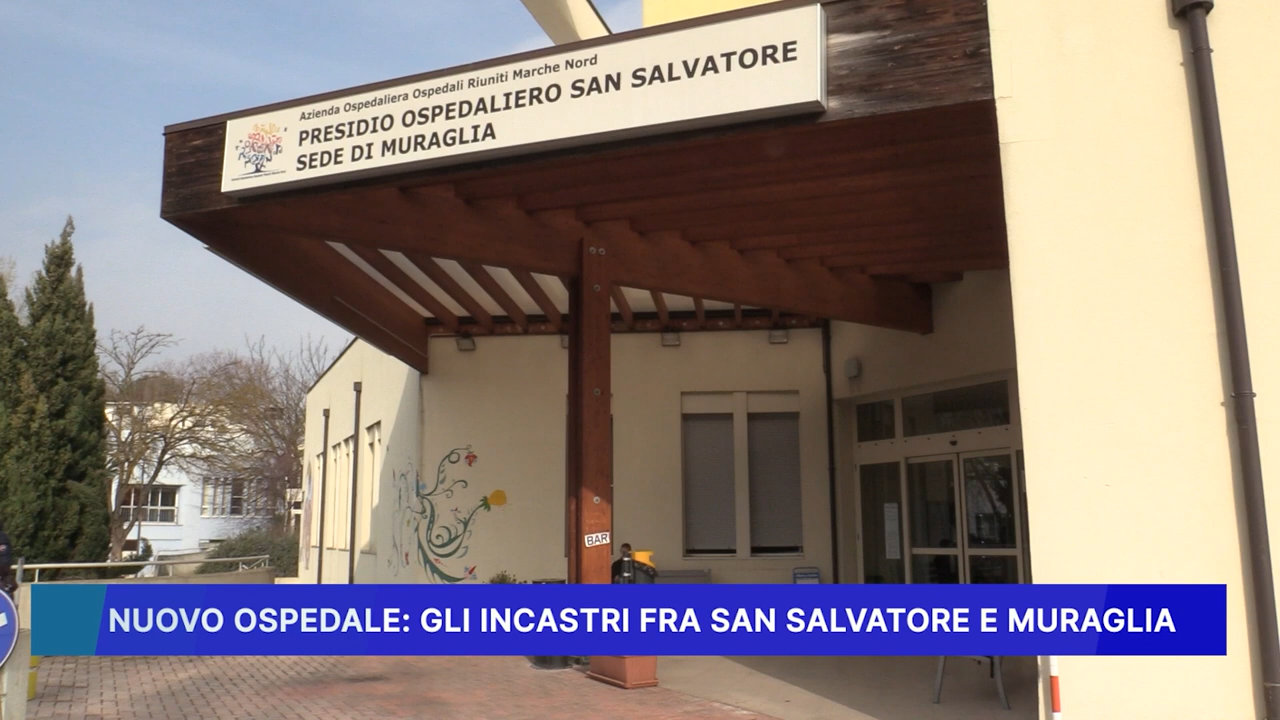 Azienda Ospedaliera Ospedali Riuniti Marche Nord
PRESIDIO OSPEDALIERO SAN SALVATORE
SEDE DI MURAGLIA
BAR
NUOVO OSPEDALE: GLI INCASTRI FRA SAN SALVATORE E MURAGLIA